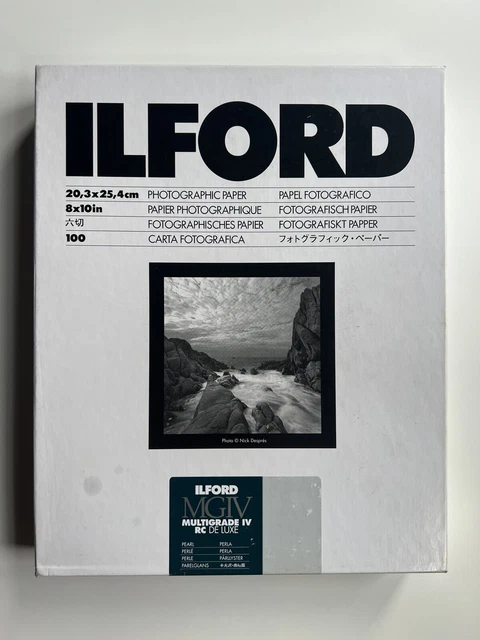 ILFORD
20,3x25,4cm PHOTOGRAPHIC PAPER PAPEL FOTOGRAFICO
8x10in PAPIER PHOTOGRAPHIQUE FOTOGRAFISCH PAPIER
六切 FOTOGRAPHISCHES PAPIER FOTOGRAFISKT PAPPER
100 CARTA FOTOGRAFICA フォトグラフィック・ペーパー
Photo © Nick Després
ILFORD
MGIV
MULTIGRADE IV
RC DE LUXE
PEARL PERLA
PERLÉ PERLA
PERLE PÄRLLYSTER
PARELGLANS